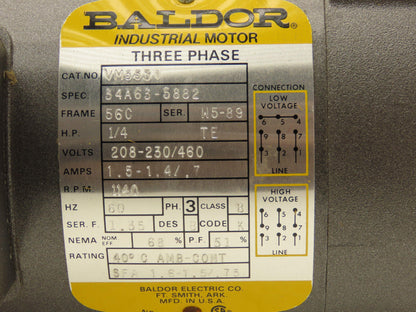 BALDOR
INDUSTRIAL MOTOR
THREE PHASE
CAT.NO.
SPEC. 34A63-5882
FRAME 56C SER. W5-89
H.P. 1/4 TE
VOLTS 208-230/460
AMPS 1.5-1.4/.7
R.P.M. 1140
HZ 60 PH. 3 CLASS B
SER.F. 1.35 DES CODE K
NEMA NOM EFF 68 % P.F. 51 %
RATING 40° C AMB-CONT
SFA 1.6-1.5/.75
BALDOR ELECTRIC CO.
FT. SMITH, ARK.
MFD. IN U.S.A.
CONNECTION
LOW VOLTAGE
6 4 5
9 7 8
3 1 2
LINE
HIGH VOLTAGE
6 4 5
9 7 8
3 1 2
LINE